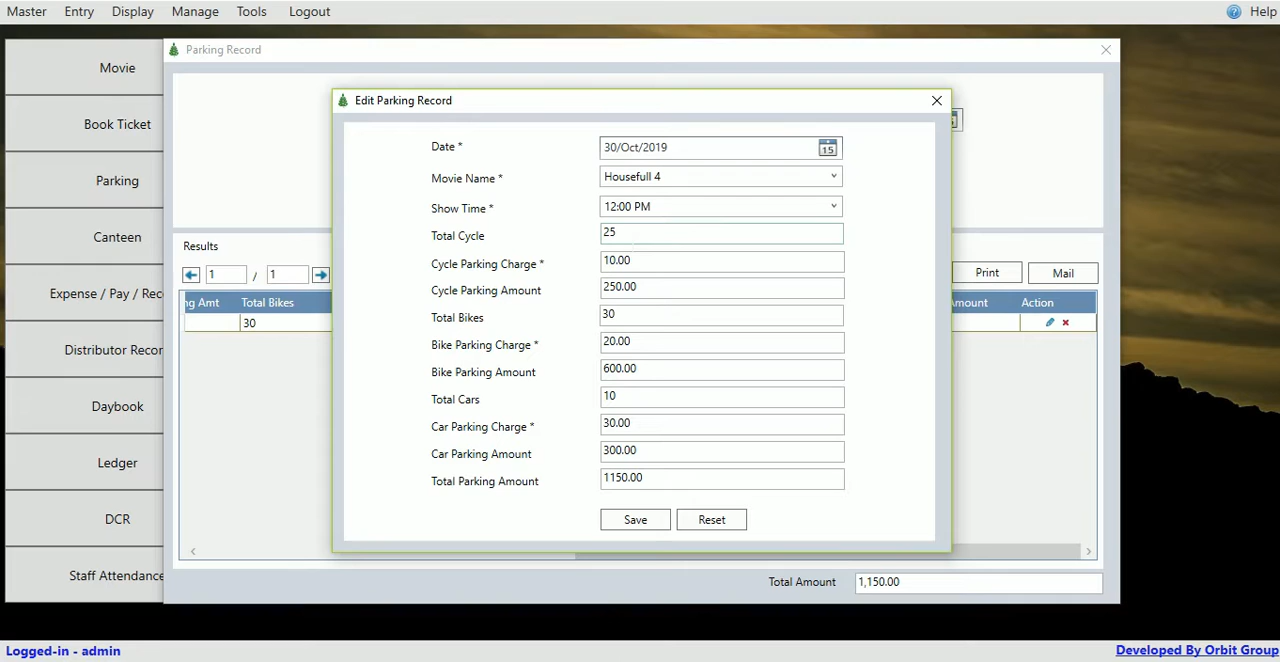 Master Entry Display Manage Tools Logout Help
Parking Record
Movie
Book Ticket
Parking
Canteen
Expense / Pay / Rec
Distributor Recor
Daybook
Ledger
DCR
Staff Attendance
Edit Parking Record
Date * 30/Oct/2019 15
Movie Name * Housefull 4
Show Time * 12:00 PM
Total Cycle 25
Cycle Parking Charge * 10.00
Cycle Parking Amount 250.00
Total Bikes 30
Bike Parking Charge * 20.00
Bike Parking Amount 600.00
Total Cars 10
Car Parking Charge * 30.00
Car Parking Amount 300.00
Total Parking Amount 1150.00
Save Reset
Results
1 / 1
Print Mail
ng Amt Total Bikes mount Action
30
Total Amount 1,150.00
Logged-in - admin
Developed By Orbit Group